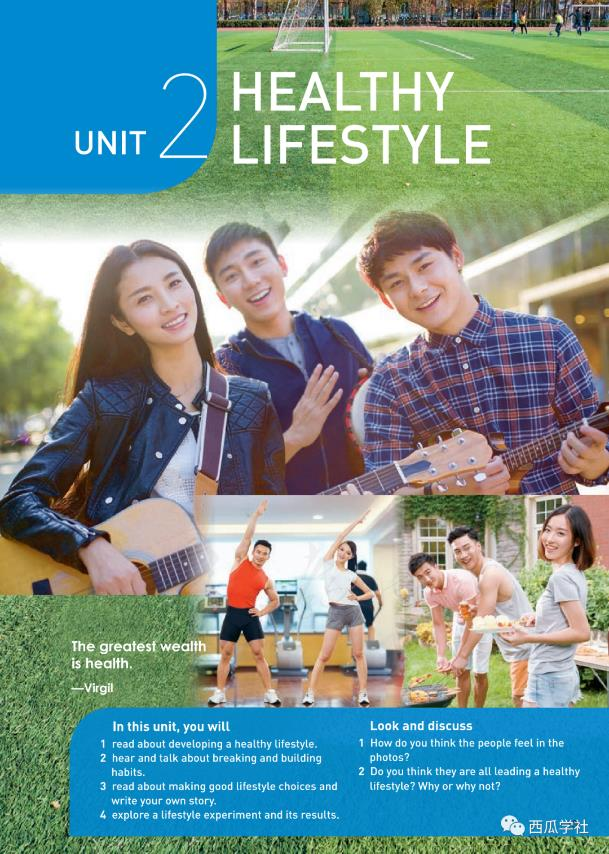 UNIT 2
HEALTHY
LIFESTYLE
The greatest wealth
is health.
—Virgil
In this unit, you will
1 read about developing a healthy lifestyle.
2 hear and talk about breaking and building
habits.
3 read about making good lifestyle choices and
write your own story.
4 explore a lifestyle experiment and its results.
Look and discuss
1 How do you think the people feel in the
photos?
2 Do you think they are all leading a healthy
lifestyle? Why or why not?
西瓜学社